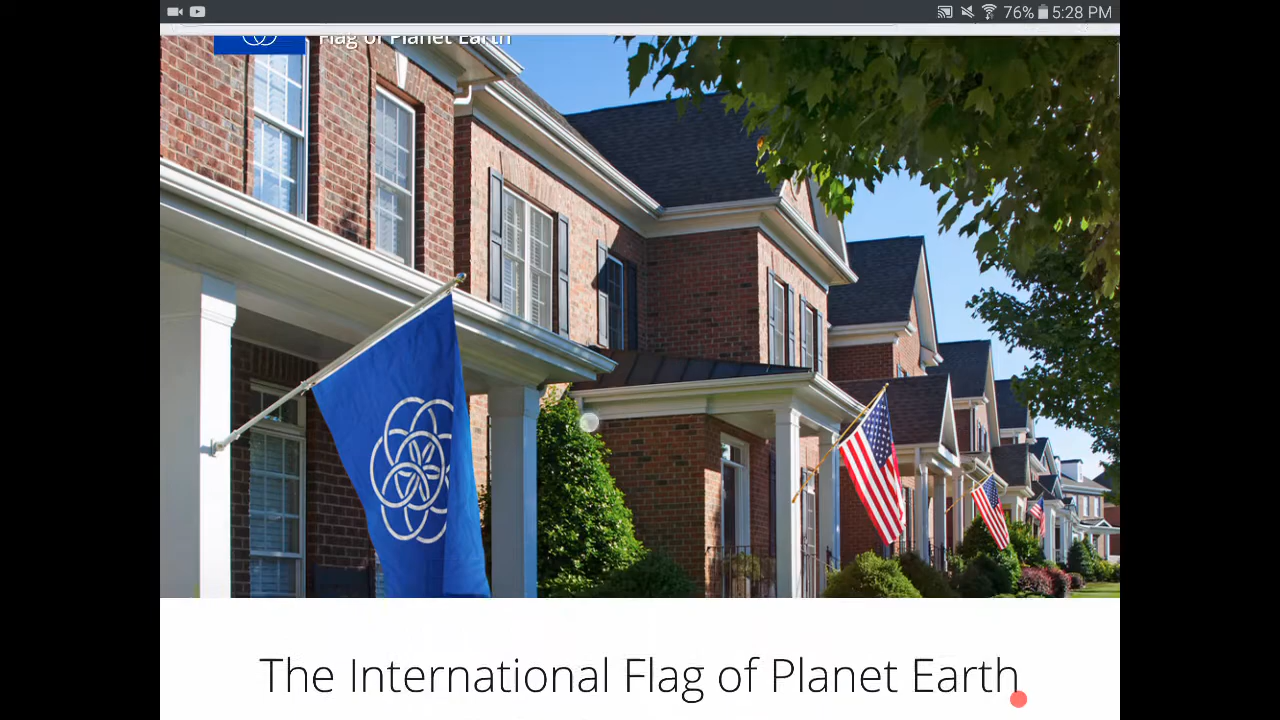 76% 5:28 PM
Flag of Planet Earth
The International Flag of Planet Earth